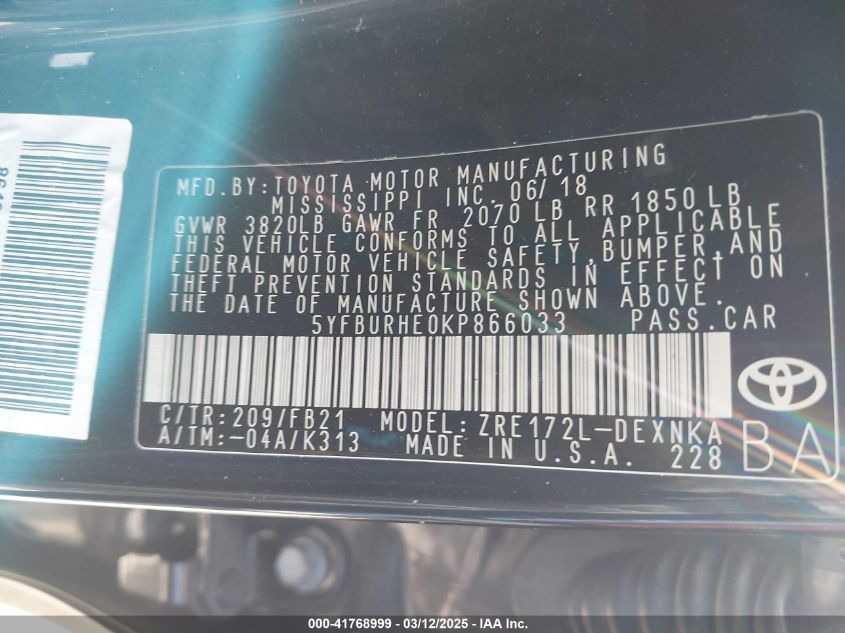 MFD.BY:TOYOTA MOTOR MANUFACTURING
MISS SSIPPI INC. 06/18
GVWR 3820LB GAWR FR 2070 LB RR 1850 LB
THIS VEHICLE CONFORMS TO ALL APPLICABLE
FEDERAL MOTOR VEHICLE SAFETY,BUMPER,AND
THEFT PREVENTION STANDARDS IN EFFECT ON
THE DATE OF MANUFACTURE SHOWN ABOVE.
5YFBURHE0KP866033 PASS.CAR
C/TR:209/FB21 MODEL:ZRE172L-DEXNKA
A/TM:-04A/K313 MADE IN U.S.A. 228 BA
000-41768999 — 03/12/2025 — IAA Inc.